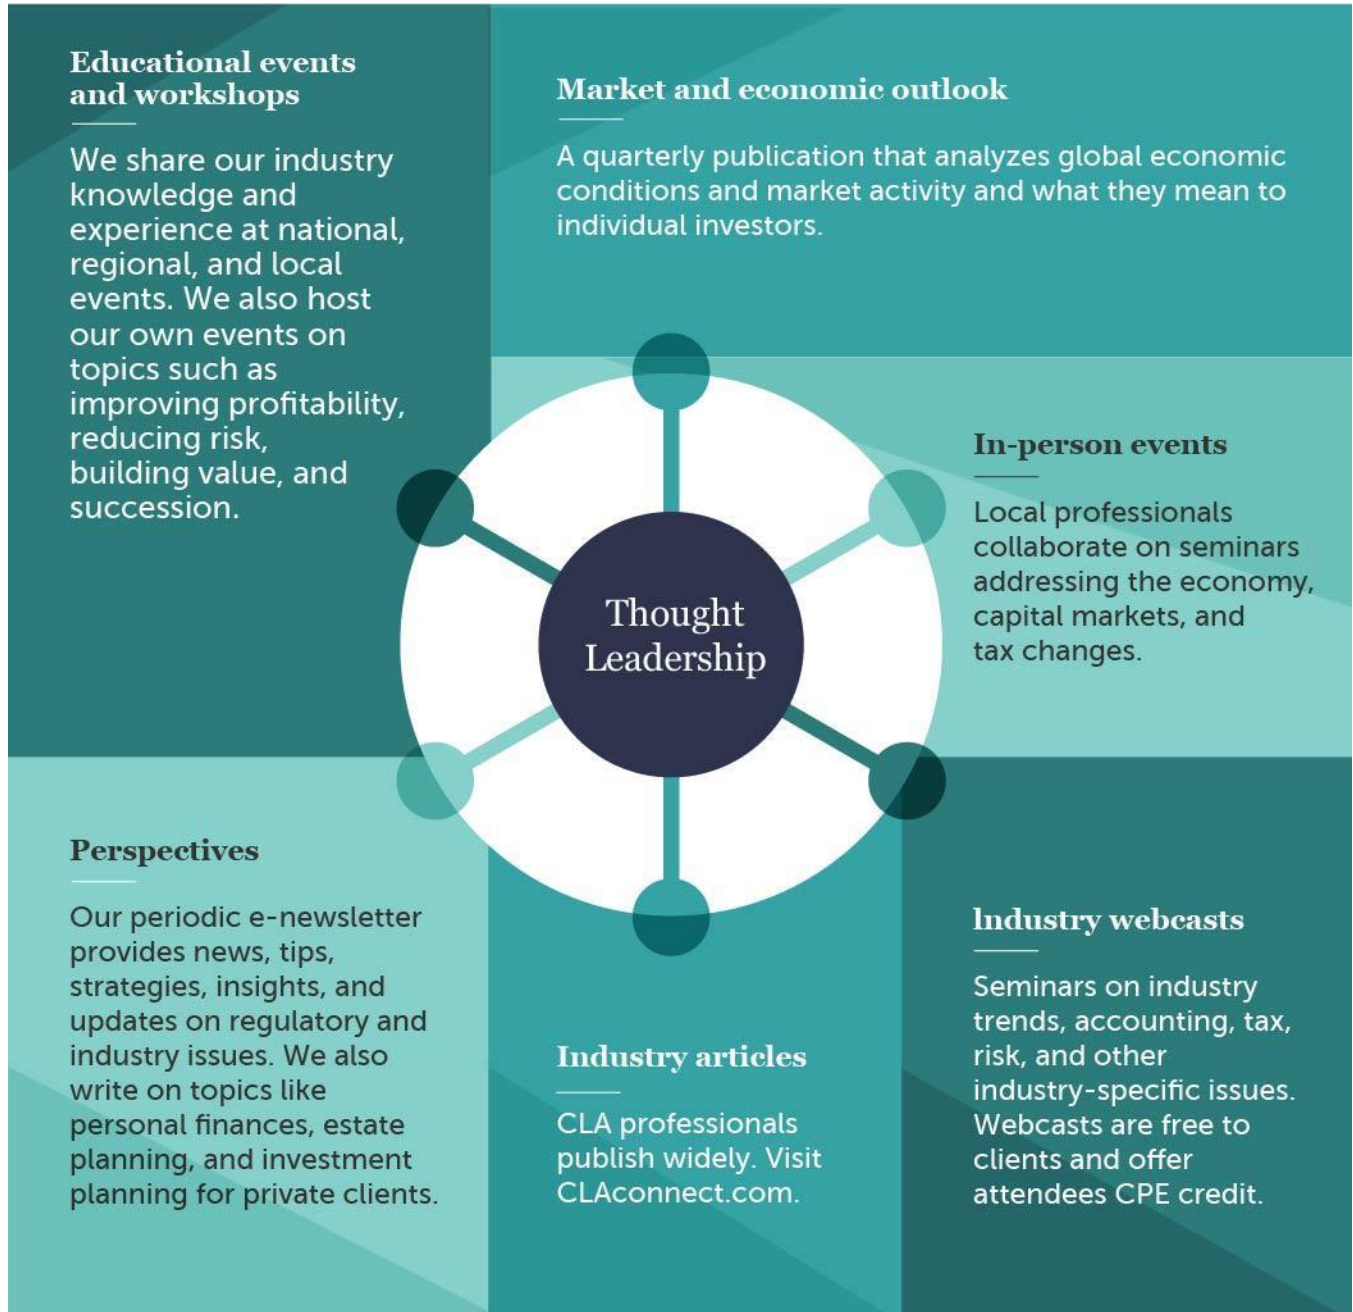 Educational events
and workshops
We share our industry
knowledge and
experience at national,
regional, and local
events. We also host
our own events on
topics such as
improving profitability,
reducing risk,
building value, and
succession.
Market and economic outlook
A quarterly publication that analyzes global economic
conditions and market activity and what they mean to
individual investors.
In-person events
Local professionals
collaborate on seminars
addressing the economy,
capital markets, and
tax changes.
Thought
Leadership
Perspectives
Our periodic e-newsletter
provides news, tips,
strategies, insights, and
updates on regulatory and
industry issues. We also
write on topics like
personal finances, estate
planning, and investment
planning for private clients.
Industry articles
CLA professionals
publish widely. Visit
CLAconnect.com.
Industry webcasts
Seminars on industry
trends, accounting, tax,
risk, and other
industry-specific issues.
Webcasts are free to
clients and offer
attendees CPE credit.